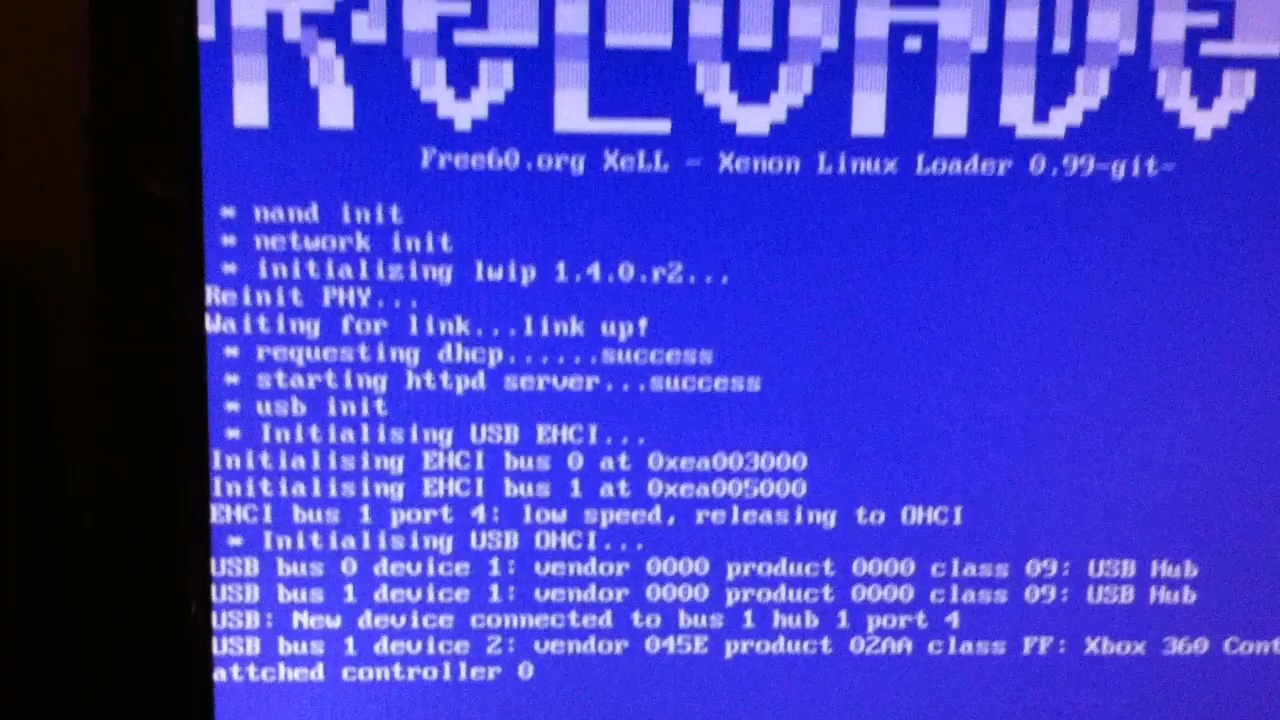 ReLOADe
Free60.org XeLL - Xenon Linux Loader 0.99-git-
* nand init
* network init
* initializing lwip 1.4.0.r2...
Reinit PHY...
Waiting for link...link up!
* requesting dhcp......success
* starting httpd server...success
* usb init
* Initialising USB EHCI...
Initialising EHCI bus 0 at 0xea003000
Initialising EHCI bus 1 at 0xea005000
EHCI bus 1 port 4: low speed, releasing to OHCI
* Initialising USB OHCI...
USB bus 0 device 1: vendor 0000 product 0000 class 09: USB Hub
USB bus 1 device 1: vendor 0000 product 0000 class 09: USB Hub
USB: New device connected to bus 1 hub 1 port 4
USB bus 1 device 2: vendor 045E product 02AA class FF: Xbox 360 Cont
attched controller 0